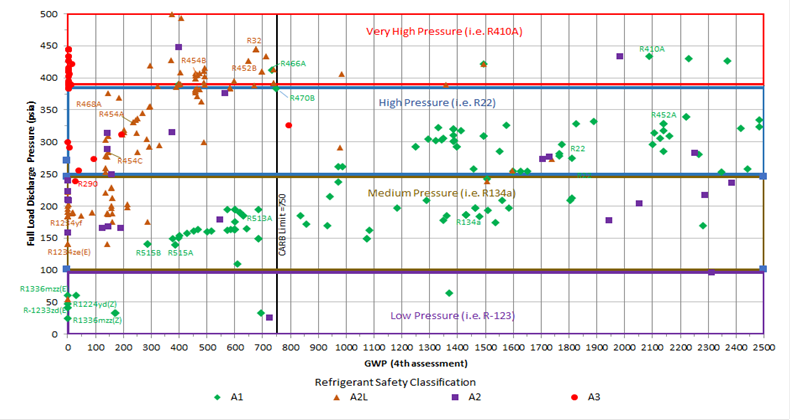 Very High Pressure (i.e. R410A)
R32
R410A
R454B
R466A
R452B
R470B
High Pressure (i.e. R22)
R468A
R454A
R452A
R454C
R22
R290
Medium Pressure (i.e. R134a)
R1234yf
R513A
R134a
R1234ze(E)
R515B
R515A
R1336mzz(E)
R1224yd(Z)
R-1233zd(E)
R1336mzz(Z)
Low Pressure (i.e. R-123)
CARB Limit =750
Full Load Discharge Pressure (psia)
500
450
400
350
300
250
200
150
100
50
0
0 100 200 300 400 500 600 700 800 900 1000 1100 1200 1300 1400 1500 1600 1700 1800 1900 2000 2100 2200 2300 2400 2500
GWP (4th assessment)
Refrigerant Safety Classification
A1 A2L A2 A3